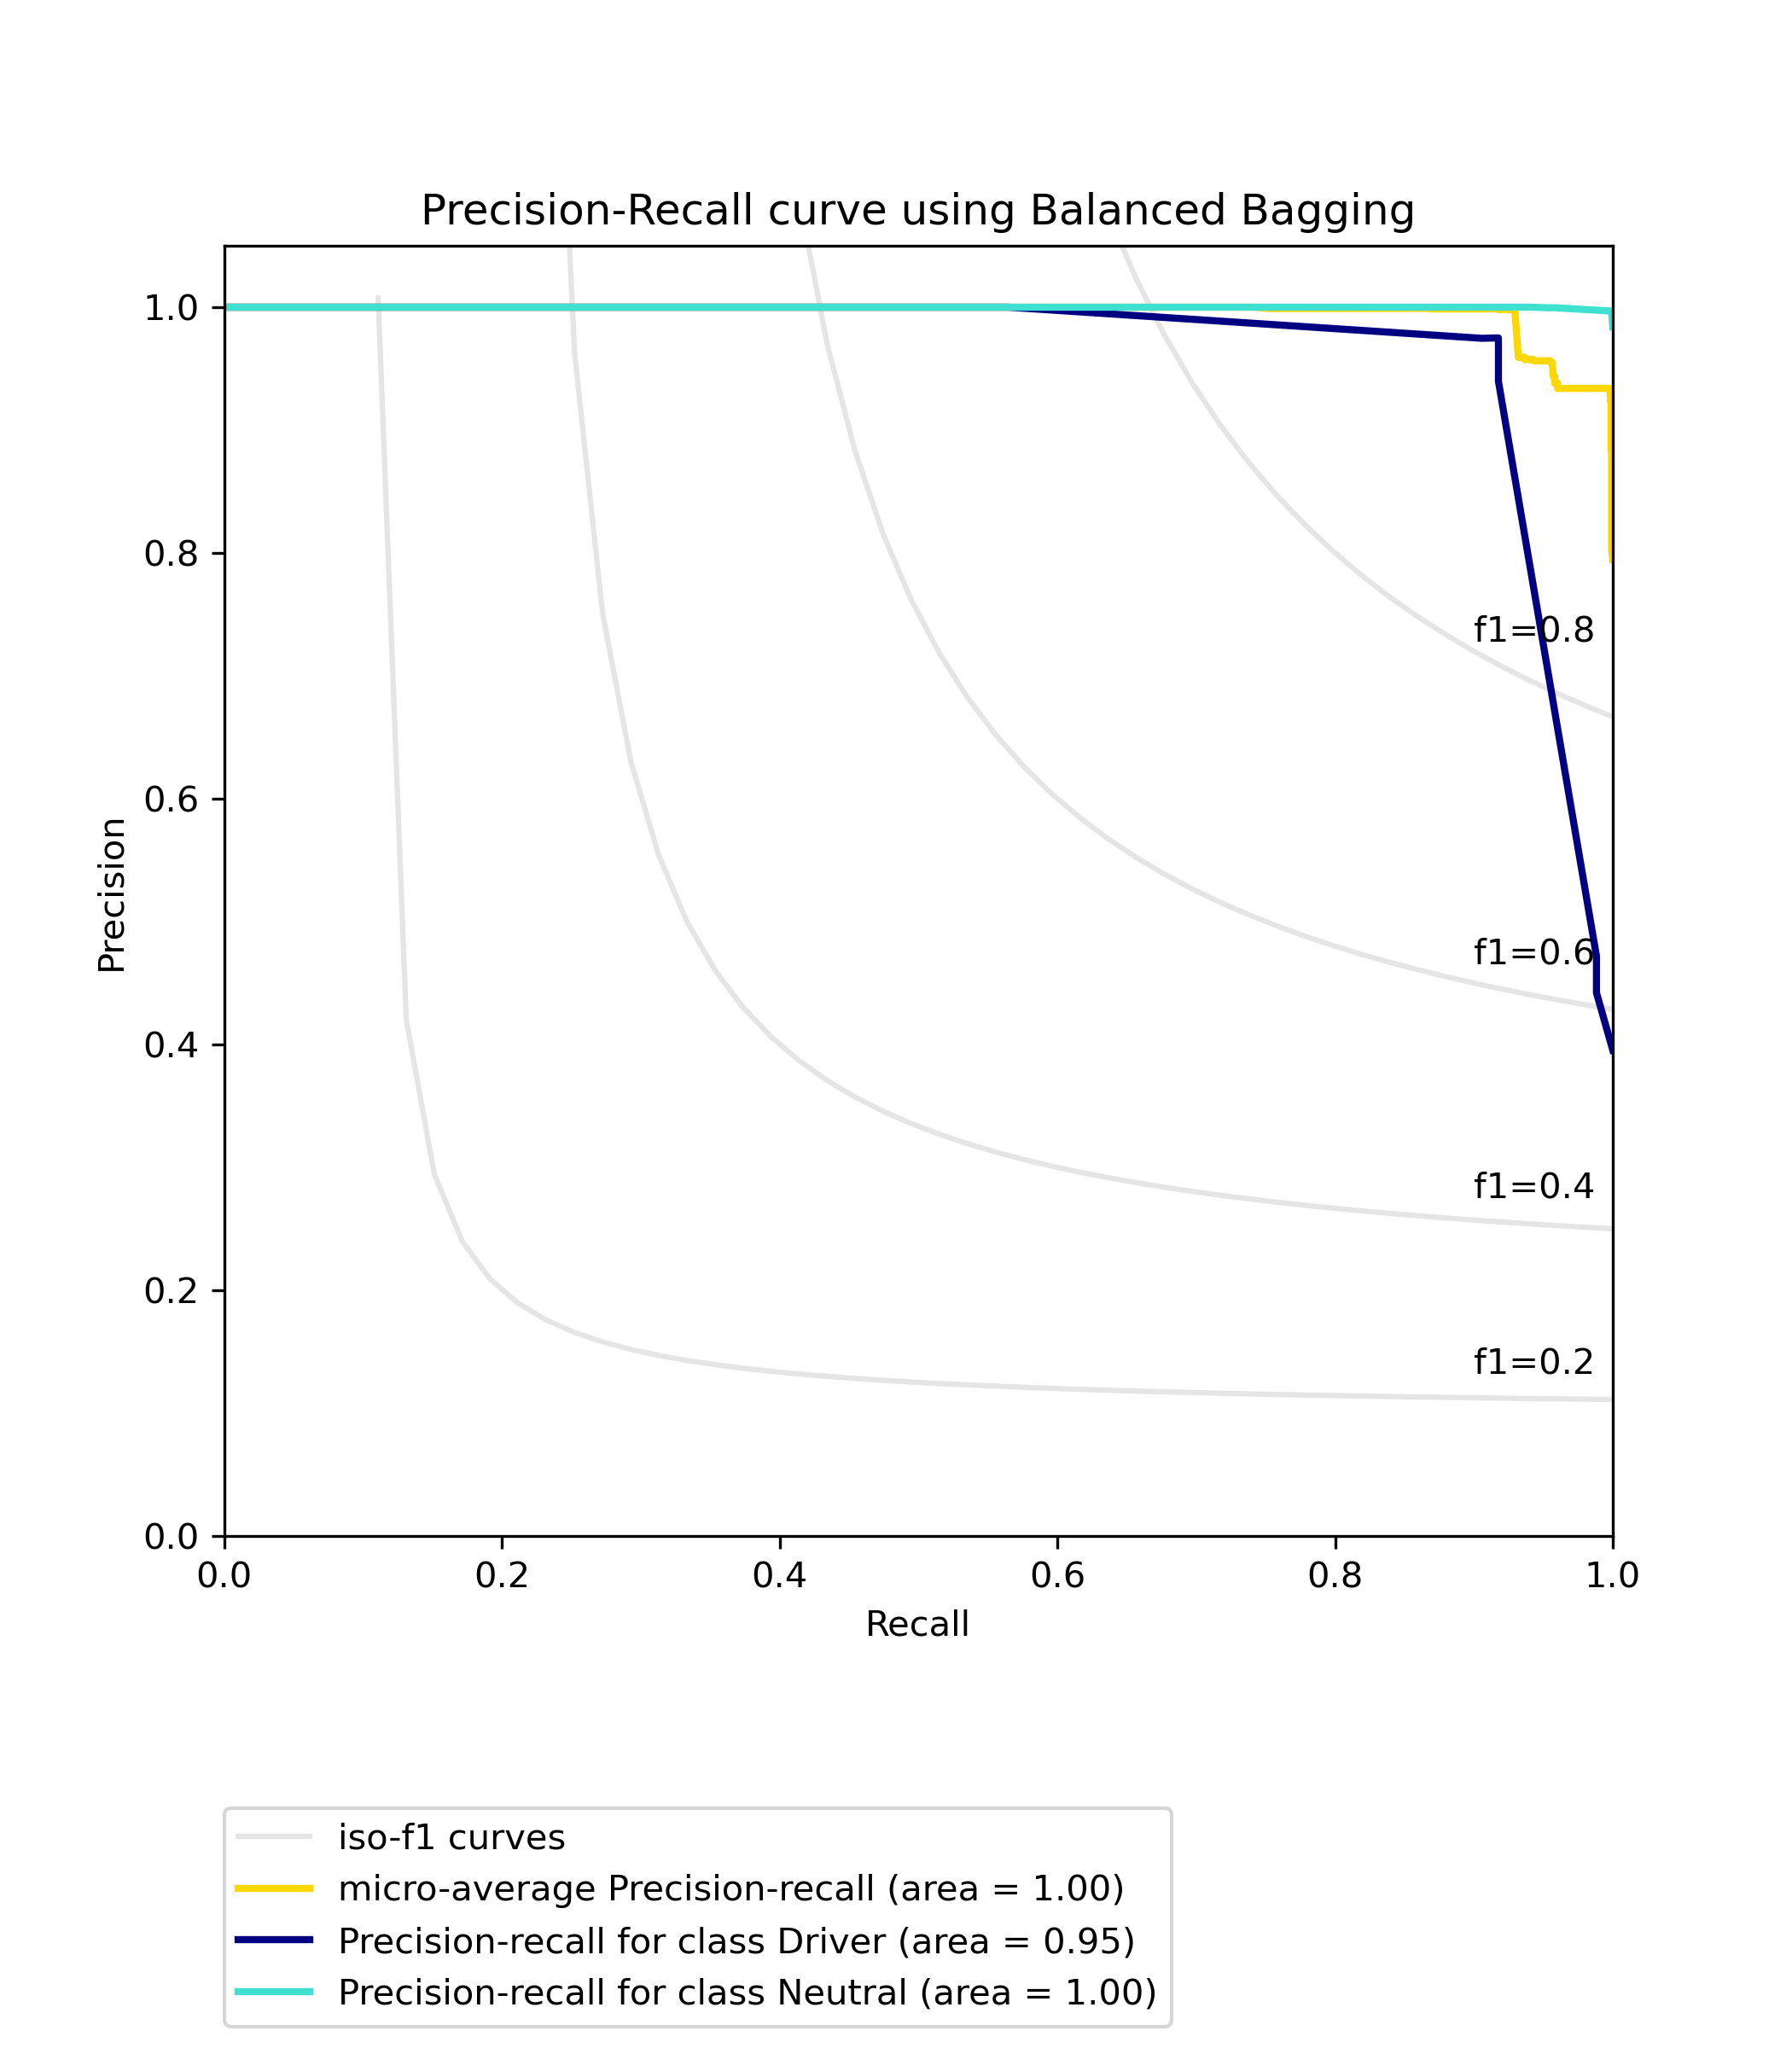 Precision-Recall curve using Balanced Bagging
1.0
0.8
0.6
0.4
0.2
0.0
Precision
f1=0.8
f1=0.6
f1=0.4
f1=0.2
0.0 0.2 0.4 0.6 0.8 1.0
Recall
iso-f1 curves
micro-average Precision-recall (area = 1.00)
Precision-recall for class Driver (area = 0.95)
Precision-recall for class Neutral (area = 1.00)